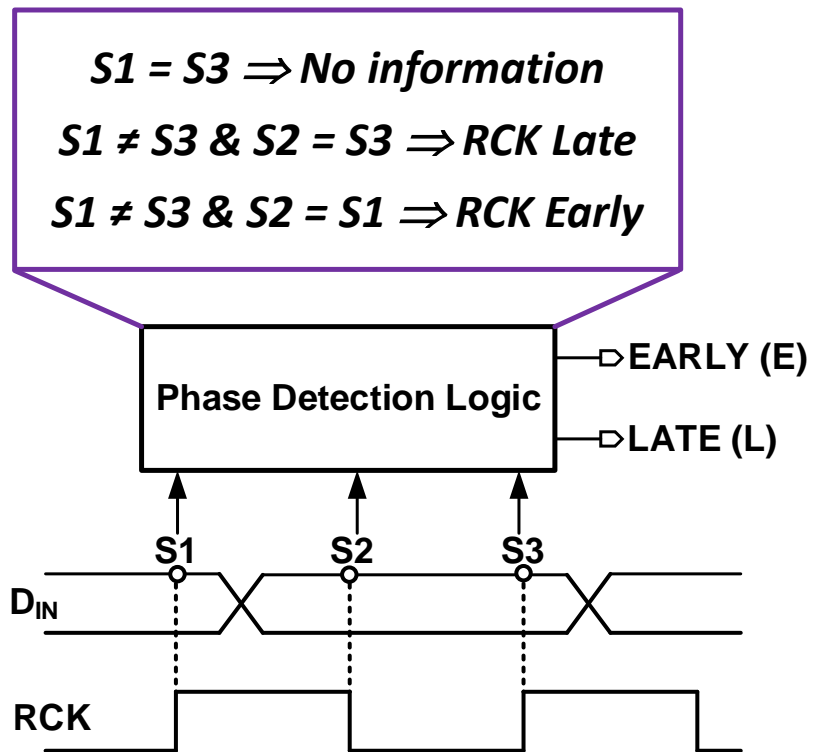 S1 = S3 ⇒ No information
S1 ≠ S3 & S2 = S3 ⇒ RCK Late
S1 ≠ S3 & S2 = S1 ⇒ RCK Early
Phase Detection Logic
EARLY (E)
LATE (L)
S1 S2 S3
DIN
RCK